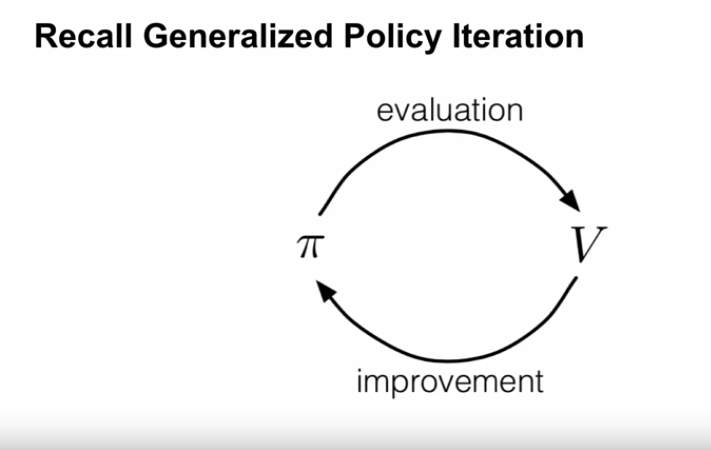 Recall Generalized Policy Iteration
evaluation
π
V
improvement